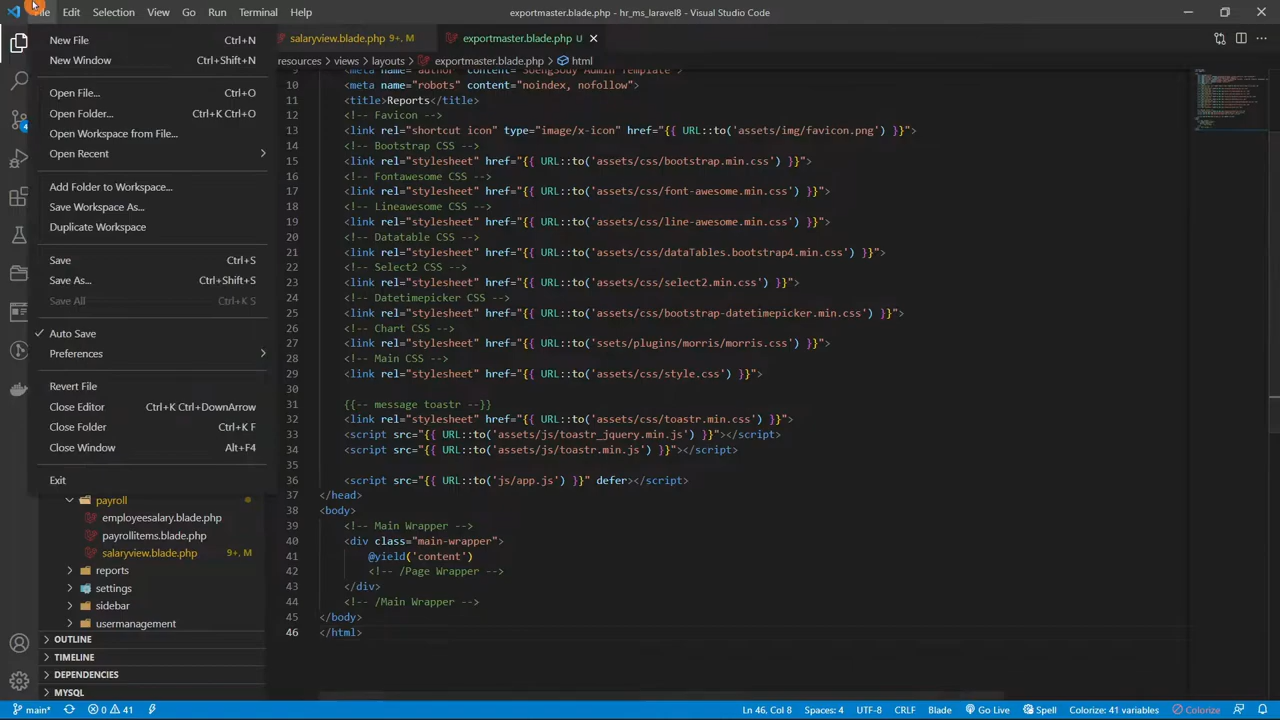 File Edit Selection View Go Run Terminal Help
exportmaster.blade.php - hr_ms_laravel8 - Visual Studio Code
New File Ctrl+N
New Window Ctrl+Shift+N
Open File... Ctrl+O
Open Folder... Ctrl+K Ctrl+O
Open Workspace from File...
Open Recent
Add Folder to Workspace...
Save Workspace As...
Duplicate Workspace
Save Ctrl+S
Save As... Ctrl+Shift+S
Save All Ctrl+K S
Auto Save
Preferences
Revert File
Close Editor Ctrl+K Ctrl+DownArrow
Close Folder Ctrl+K F
Close Window Alt+F4
Exit
payroll
employeesalary.blade.php
payrollitems.blade.php
salaryview.blade.php 9+, M
reports
settings
sidebar
usermanagement
OUTLINE
TIMELINE
DEPENDENCIES
MYSQL
4
salaryview.blade.php 9+, M
exportmaster.blade.php U
resources > views > layouts > exportmaster.blade.php > html
9 <meta name="author" content="SoengSouy Admin Template">
10 <meta name="robots" content="noindex, nofollow">
11 <title>Reports</title>
12 <!-- Favicon -->
13 <link rel="shortcut icon" type="image/x-icon" href="{{ URL::to('assets/img/favicon.png') }}">
14 <!-- Bootstrap CSS -->
15 <link rel="stylesheet" href="{{ URL::to('assets/css/bootstrap.min.css') }}">
16 <!-- Fontawesome CSS -->
17 <link rel="stylesheet" href="{{ URL::to('assets/css/font-awesome.min.css') }}">
18 <!-- Lineawesome CSS -->
19 <link rel="stylesheet" href="{{ URL::to('assets/css/line-awesome.min.css') }}">
20 <!-- Datatable CSS -->
21 <link rel="stylesheet" href="{{ URL::to('assets/css/dataTables.bootstrap4.min.css') }}">
22 <!-- Select2 CSS -->
23 <link rel="stylesheet" href="{{ URL::to('assets/css/select2.min.css') }}">
24 <!-- Datetimepicker CSS -->
25 <link rel="stylesheet" href="{{ URL::to('assets/css/bootstrap-datetimepicker.min.css') }}">
26 <!-- Chart CSS -->
27 <link rel="stylesheet" href="{{ URL::to('ssets/plugins/morris/morris.css') }}">
28 <!-- Main CSS -->
29 <link rel="stylesheet" href="{{ URL::to('assets/css/style.css') }}">
30
31 {{-- message toastr --}}
32 <link rel="stylesheet" href="{{ URL::to('assets/css/toastr.min.css') }}">
33 <script src="{{ URL::to('assets/js/toastr_jquery.min.js') }}"></script>
34 <script src="{{ URL::to('assets/js/toastr.min.js') }}"></script>
35
36 <script src="{{ URL::to('js/app.js') }}" defer></script>
37 </head>
38 <body>
39 <!-- Main Wrapper -->
40 <div class="main-wrapper">
41 @yield('content')
42 <!-- /Page Wrapper -->
43 </div>
44 <!-- /Main Wrapper -->
45 </body>
46 </html>
main* 0 41 Ln 46, Col 8 Spaces: 4 UTF-8 CRLF Blade Go Live Spell Colorize: 41 variables Colorize